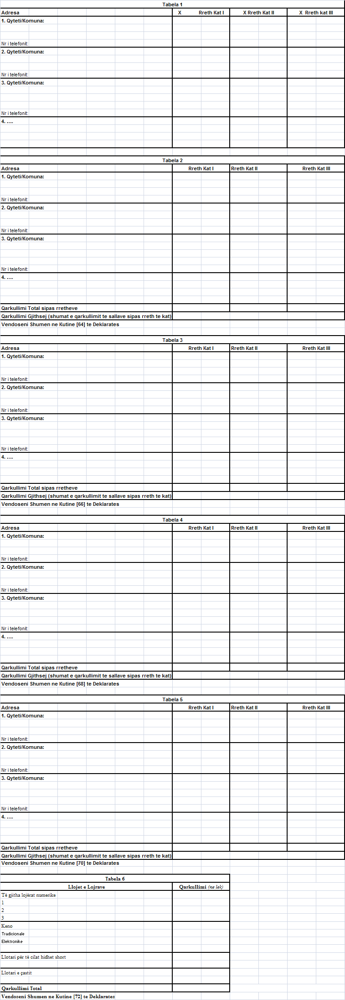 Tabela 1
Adresa X Rreth Kat I X Rreth Kat II X Rreth kat III
1. Qyteti/Komuna:
Nr i telefonit:
2. Qyteti/Komuna:
Nr i telefonit:
3. Qyteti/Komuna:
Nr i telefonit:
4. ....
Tabela 2
Adresa Rreth Kat I Rreth Kat II Rreth Kat III
1. Qyteti/Komuna:
Nr i telefonit:
2. Qyteti/Komuna:
Nr i telefonit:
3. Qyteti/Komuna:
Nr i telefonit:
4. ....
Qarkullimi Total sipas rretheve
Qarkullimi Gjithsej (shumat e qarkullimit te sallave sipas rreth te kat)
Vendoseni Shumen ne Kutine [64] te Deklarates
Tabela 3
Adresa Rreth Kat I Rreth Kat II Rreth Kat III
1. Qyteti/Komuna:
Nr i telefonit:
2. Qyteti/Komuna:
Nr i telefonit:
3. Qyteti/Komuna:
Nr i telefonit:
4. ....
Qarkullimi Total sipas rretheve
Qarkullimi Gjithsej (shumat e qarkullimit te sallave sipas rreth te kat)
Vendoseni Shumen ne Kutine [66] te Deklarates
Tabela 4
Adresa Rreth Kat I Rreth Kat II Rreth Kat III
1. Qyteti/Komuna:
Nr i telefonit:
2. Qyteti/Komuna:
Nr i telefonit:
3. Qyteti/Komuna:
Nr i telefonit:
4. ....
Qarkullimi Total sipas rretheve
Qarkullimi Gjithsej (shumat e qarkullimit te sallave sipas rreth te kat)
Vendoseni Shumen ne Kutine [68] te Deklarates
Tabela 5
Adresa Rreth Kat I Rreth Kat II Rreth Kat III
1. Qyteti/Komuna:
Nr i telefonit:
2. Qyteti/Komuna:
Nr i telefonit:
3. Qyteti/Komuna:
Nr i telefonit:
4. ....
Qarkullimi Total sipas rretheve
Qarkullimi Gjithsej (shumat e qarkullimit te sallave sipas rreth te kat)
Vendoseni Shumen ne Kutine [70] te Deklarates
Tabela 6
Llojet e Lojrave Qarkullimi (ne lek)
Të gjitha lojërat numerike
1
2
3
Keno
Tradicionale
Elektronike
Llotari për të cilat hidhet short
Llotari e çastit
Qarkullimi Total
Vendoseni Shumen ne Kutine [72] te Deklarates